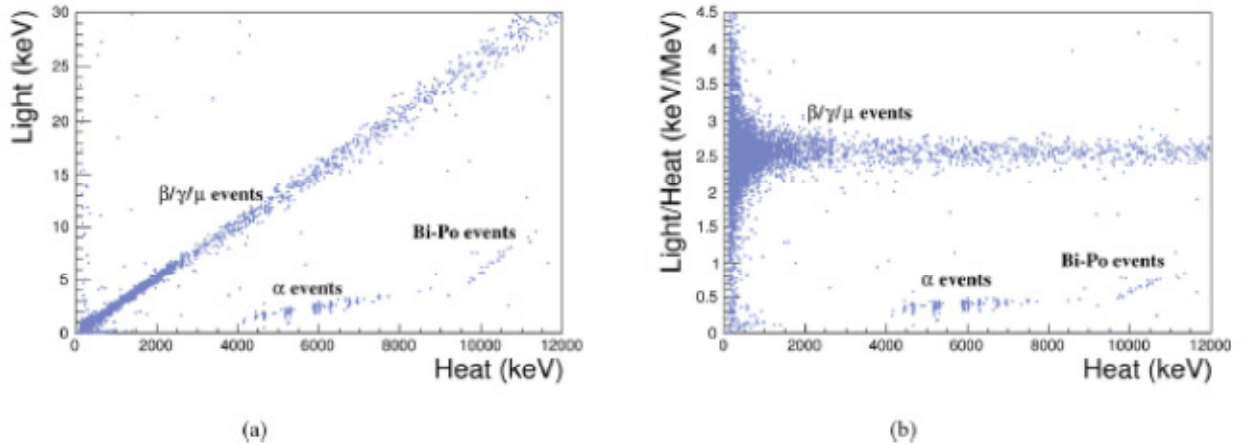 30
25
20
15
10
5
0
Light (keV)
β/γ/μ events
Bi-Po events
α events
0 2000 4000 6000 8000 10000 12000
Heat (keV)
(a)
4.5
4
3.5
3
2.5
2
1.5
1
0.5
0
Light/Heat (keV/MeV)
β/γ/μ events
Bi-Po events
α events
0 2000 4000 6000 8000 10000 12000
Heat (keV)
(b)